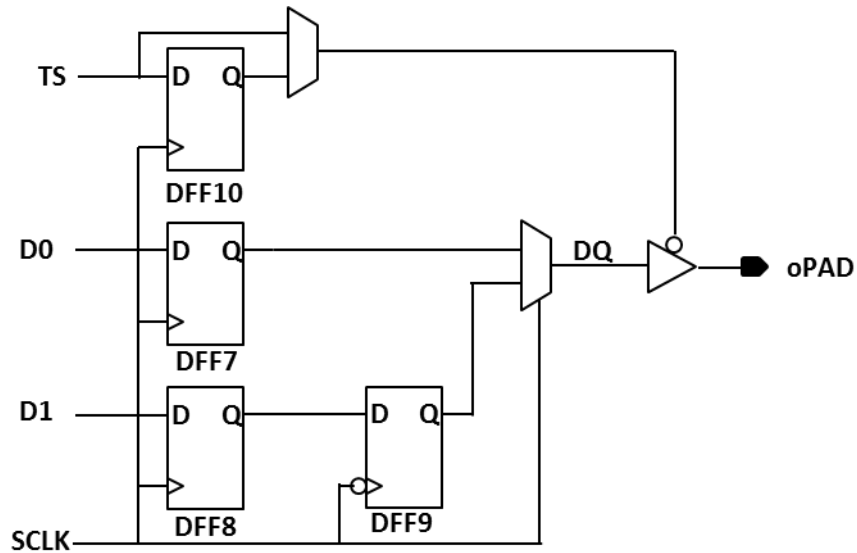 TS
D Q
DFF10
D0
D Q
DFF7
DQ
oPAD
D1
D Q
DFF8
D Q
DFF9
SCLK